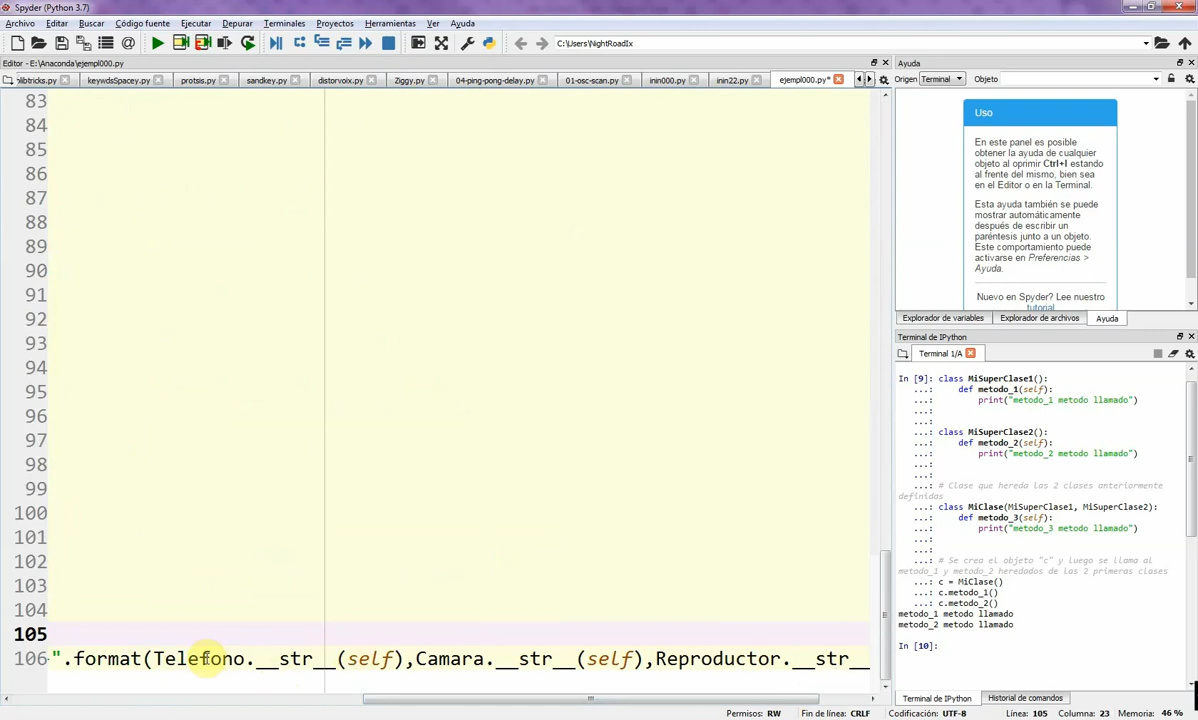 Spyder (Python 3.7)
Archivo Editar Buscar Código fuente Ejecutar Depurar Terminales Proyectos Herramientas Ver Ayuda
C:\Users\NightRoadIx
Editor - E:\Anaconda\ejempl000.py
keywdsSpacey.py protsis.py sandkey.py distorvoix.py Ziggy.py 04-ping-pong-delay.py 01-osc-scan.py inin000.py inin22.py ejempl000.py*
83
84
85
86
87
88
89
90
91
92
93
94
95
96
97
98
99
100
101
102
103
104
105
106 ".format(Telefono.__str__(self),Camara.__str__(self),Reproductor.__str__
Ayuda
Origen Terminal Objeto
Uso
En este panel es posible
obtener la ayuda de cualquier
objeto al oprimir Ctrl+I estando
al frente del mismo, bien sea
en el Editor o en la Terminal.
Esta ayuda también se puede
mostrar automáticamente
después de escribir un
paréntesis junto a un objeto.
Este comportamiento puede
activarse en Preferencias >
Ayuda.
Nuevo en Spyder? Lee nuestro
tutorial
Explorador de variables Explorador de archivos Ayuda
Terminal de IPython
Terminal 1/A
In [9]: class MiSuperClase1():
...: def metodo_1(self):
...: print("metodo_1 metodo llamado")
...:
...:
...: class MiSuperClase2():
...: def metodo_2(self):
...: print("metodo_2 metodo llamado")
...:
...:
...: # Clase que hereda las 2 clases anteriormente
definidas
...:
...: class MiClase(MiSuperClase1, MiSuperClase2):
...: def metodo_3(self):
...: print("metodo_3 metodo llamado")
...:
...:
...: # Se crea el objeto "c" y luego se llama al
metodo_1 y metodo_2 heredados de las 2 primeras clases
...: c = MiClase()
...: c.metodo_1()
...: c.metodo_2()
metodo_1 metodo llamado
metodo_2 metodo llamado
In [10]:
Terminal de IPython Historial de comandos
Permisos: RW Fin de línea: CRLF Codificación: UTF-8 Línea: 105 Columna: 23 Memoria: 46 %